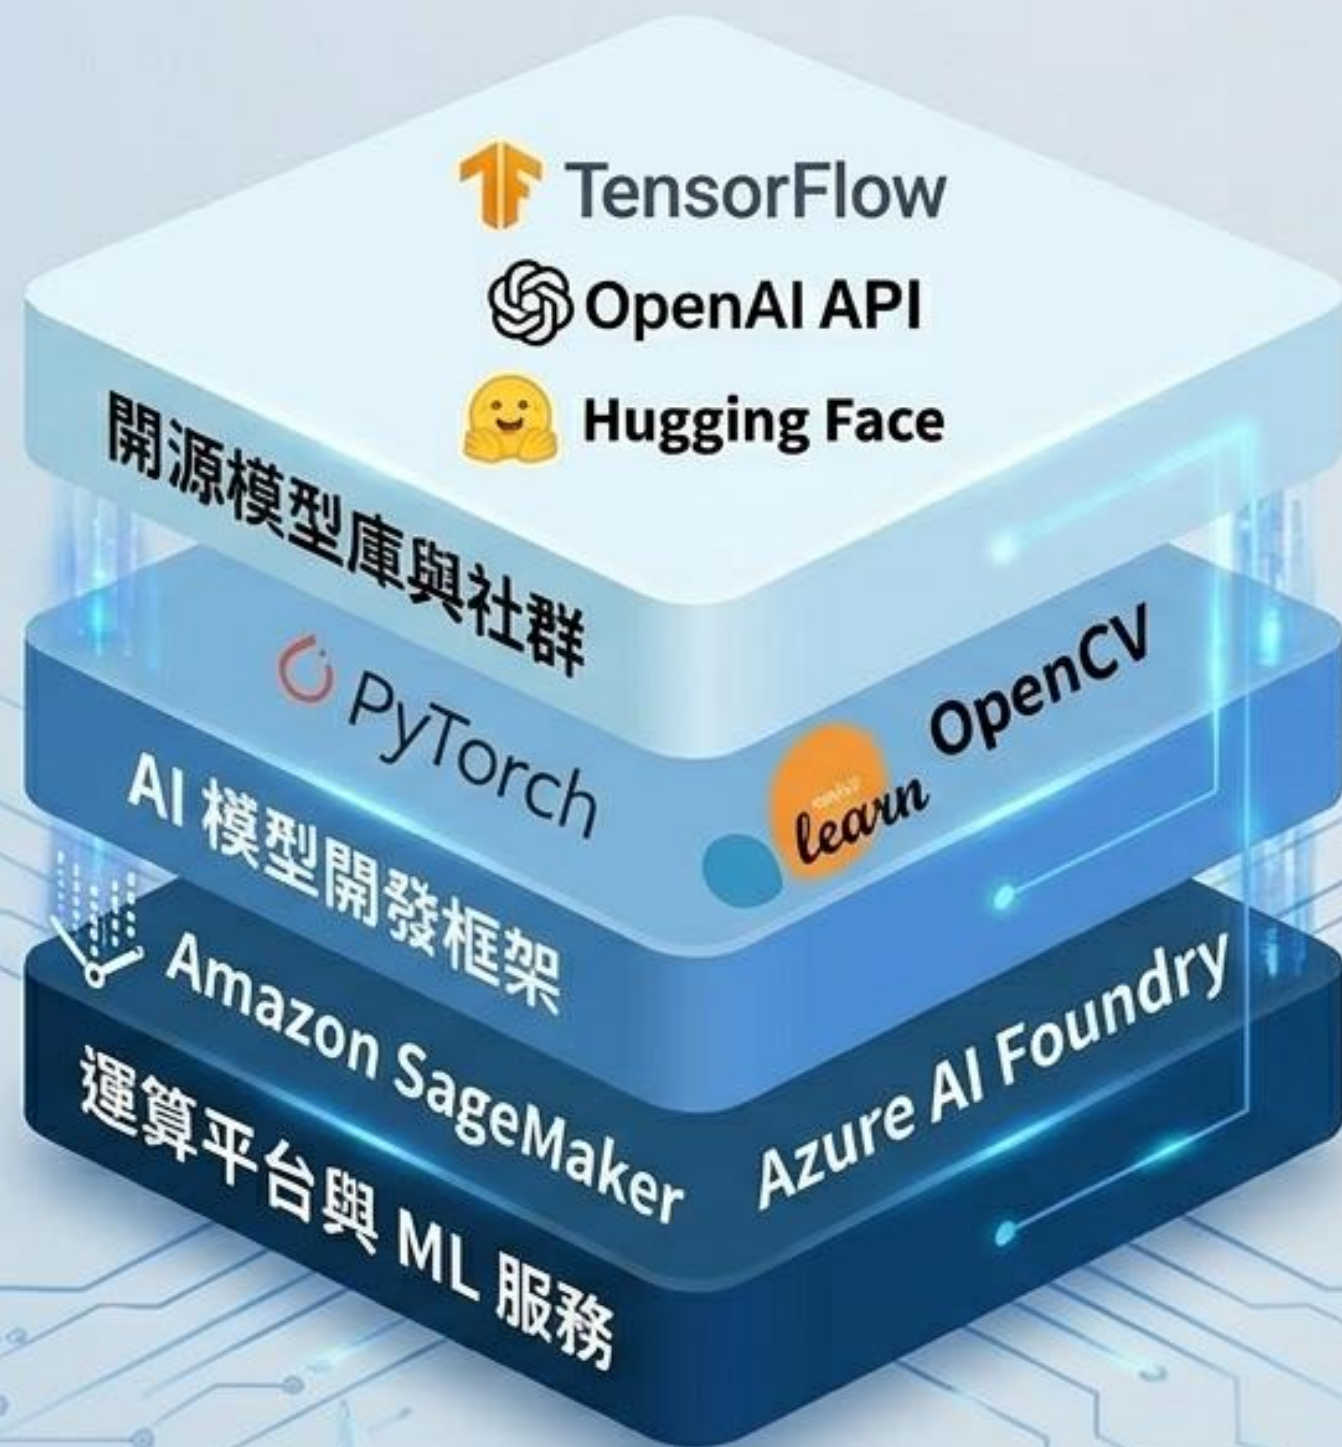 TensorFlow
OpenAI API
Hugging Face
開源模型庫與社群
PyTorch
learn
OpenCV
AI 模型開發框架
Amazon SageMaker
Azure AI Foundry
運算平台與 ML 服務